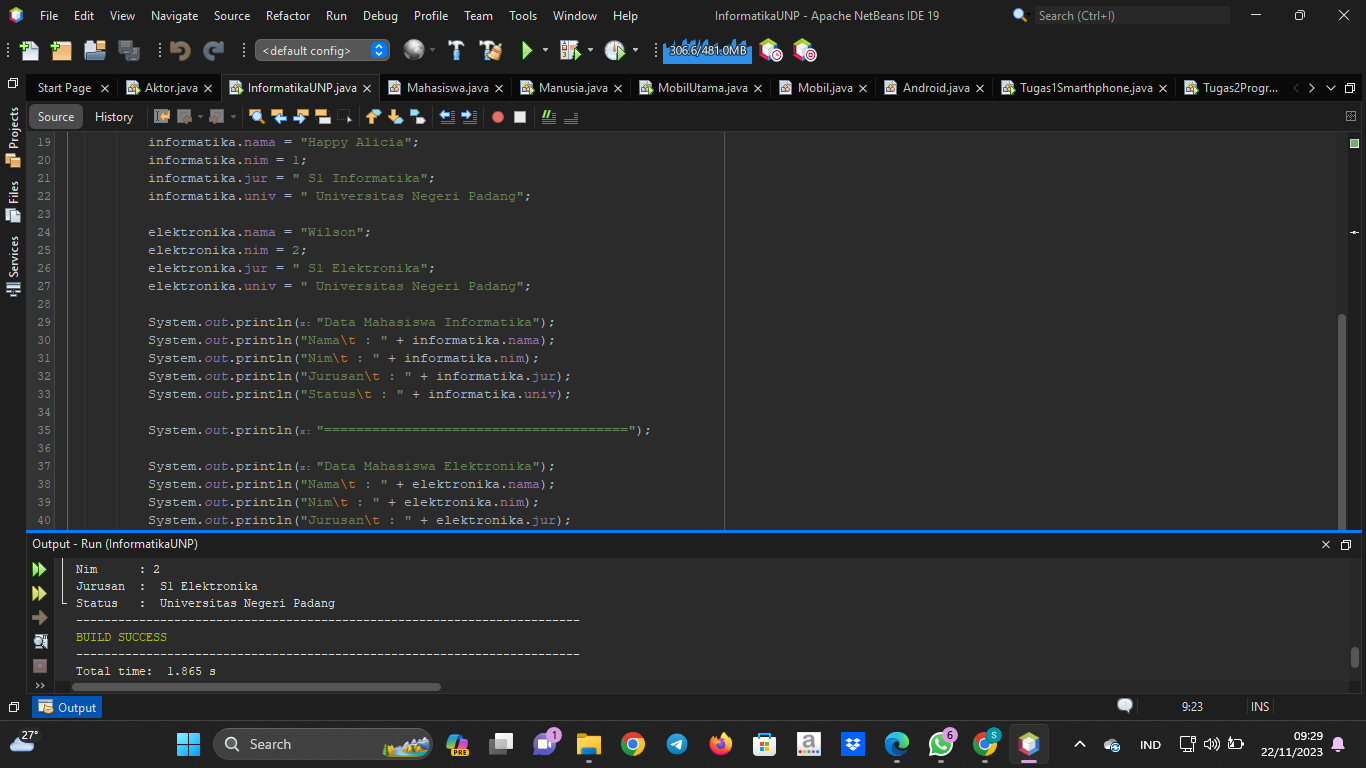 File Edit View Navigate Source Refactor Run Debug Profile Team Tools Window Help InformatikaUNP - Apache NetBeans IDE 19 Search (Ctrl+I)
<default config> 306.6/481.0MB
Start Page Aktor.java InformatikaUNP.java Mahasiswa.java Manusia.java MobilUtama.java Mobil.java Android.java Tugas1Smarthphone.java Tugas2Progr...
Source History
Projects
Files
Services
19 informatika.nama = "Happy Alicia";
20 informatika.nim = 1;
21 informatika.jur = " S1 Informatika";
22 informatika.univ = " Universitas Negeri Padang";
23
24 elektronika.nama = "Wilson";
25 elektronika.nim = 2;
26 elektronika.jur = " S1 Elektronika";
27 elektronika.univ = " Universitas Negeri Padang";
28
29 System.out.println(x: "Data Mahasiswa Informatika");
30 System.out.println("Nama\t : " + informatika.nama);
31 System.out.println("Nim\t : " + informatika.nim);
32 System.out.println("Jurusan\t : " + informatika.jur);
33 System.out.println("Status\t : " + informatika.univ);
34
35 System.out.println(x: "======================================");
36
37 System.out.println(x: "Data Mahasiswa Elektronika");
38 System.out.println("Nama\t : " + elektronika.nama);
39 System.out.println("Nim\t : " + elektronika.nim);
40 System.out.println("Jurusan\t : " + elektronika.jur);
Output - Run (InformatikaUNP)
Nim : 2
Jurusan : S1 Elektronika
Status : Universitas Negeri Padang
------------------------------------------------------------------------
BUILD SUCCESS
------------------------------------------------------------------------
Total time: 1.865 s
Output 9:23 INS
27° Search PRE 1 a 6 S IND 09:29
22/11/2023